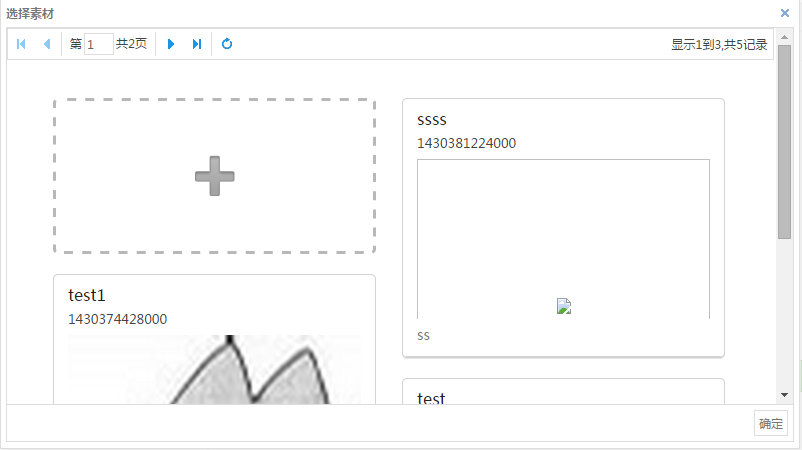 选择素材
第 1 共2页
显示1到3,共5记录
ssss
1430381224000
ss
test1
1430374428000
test
确定